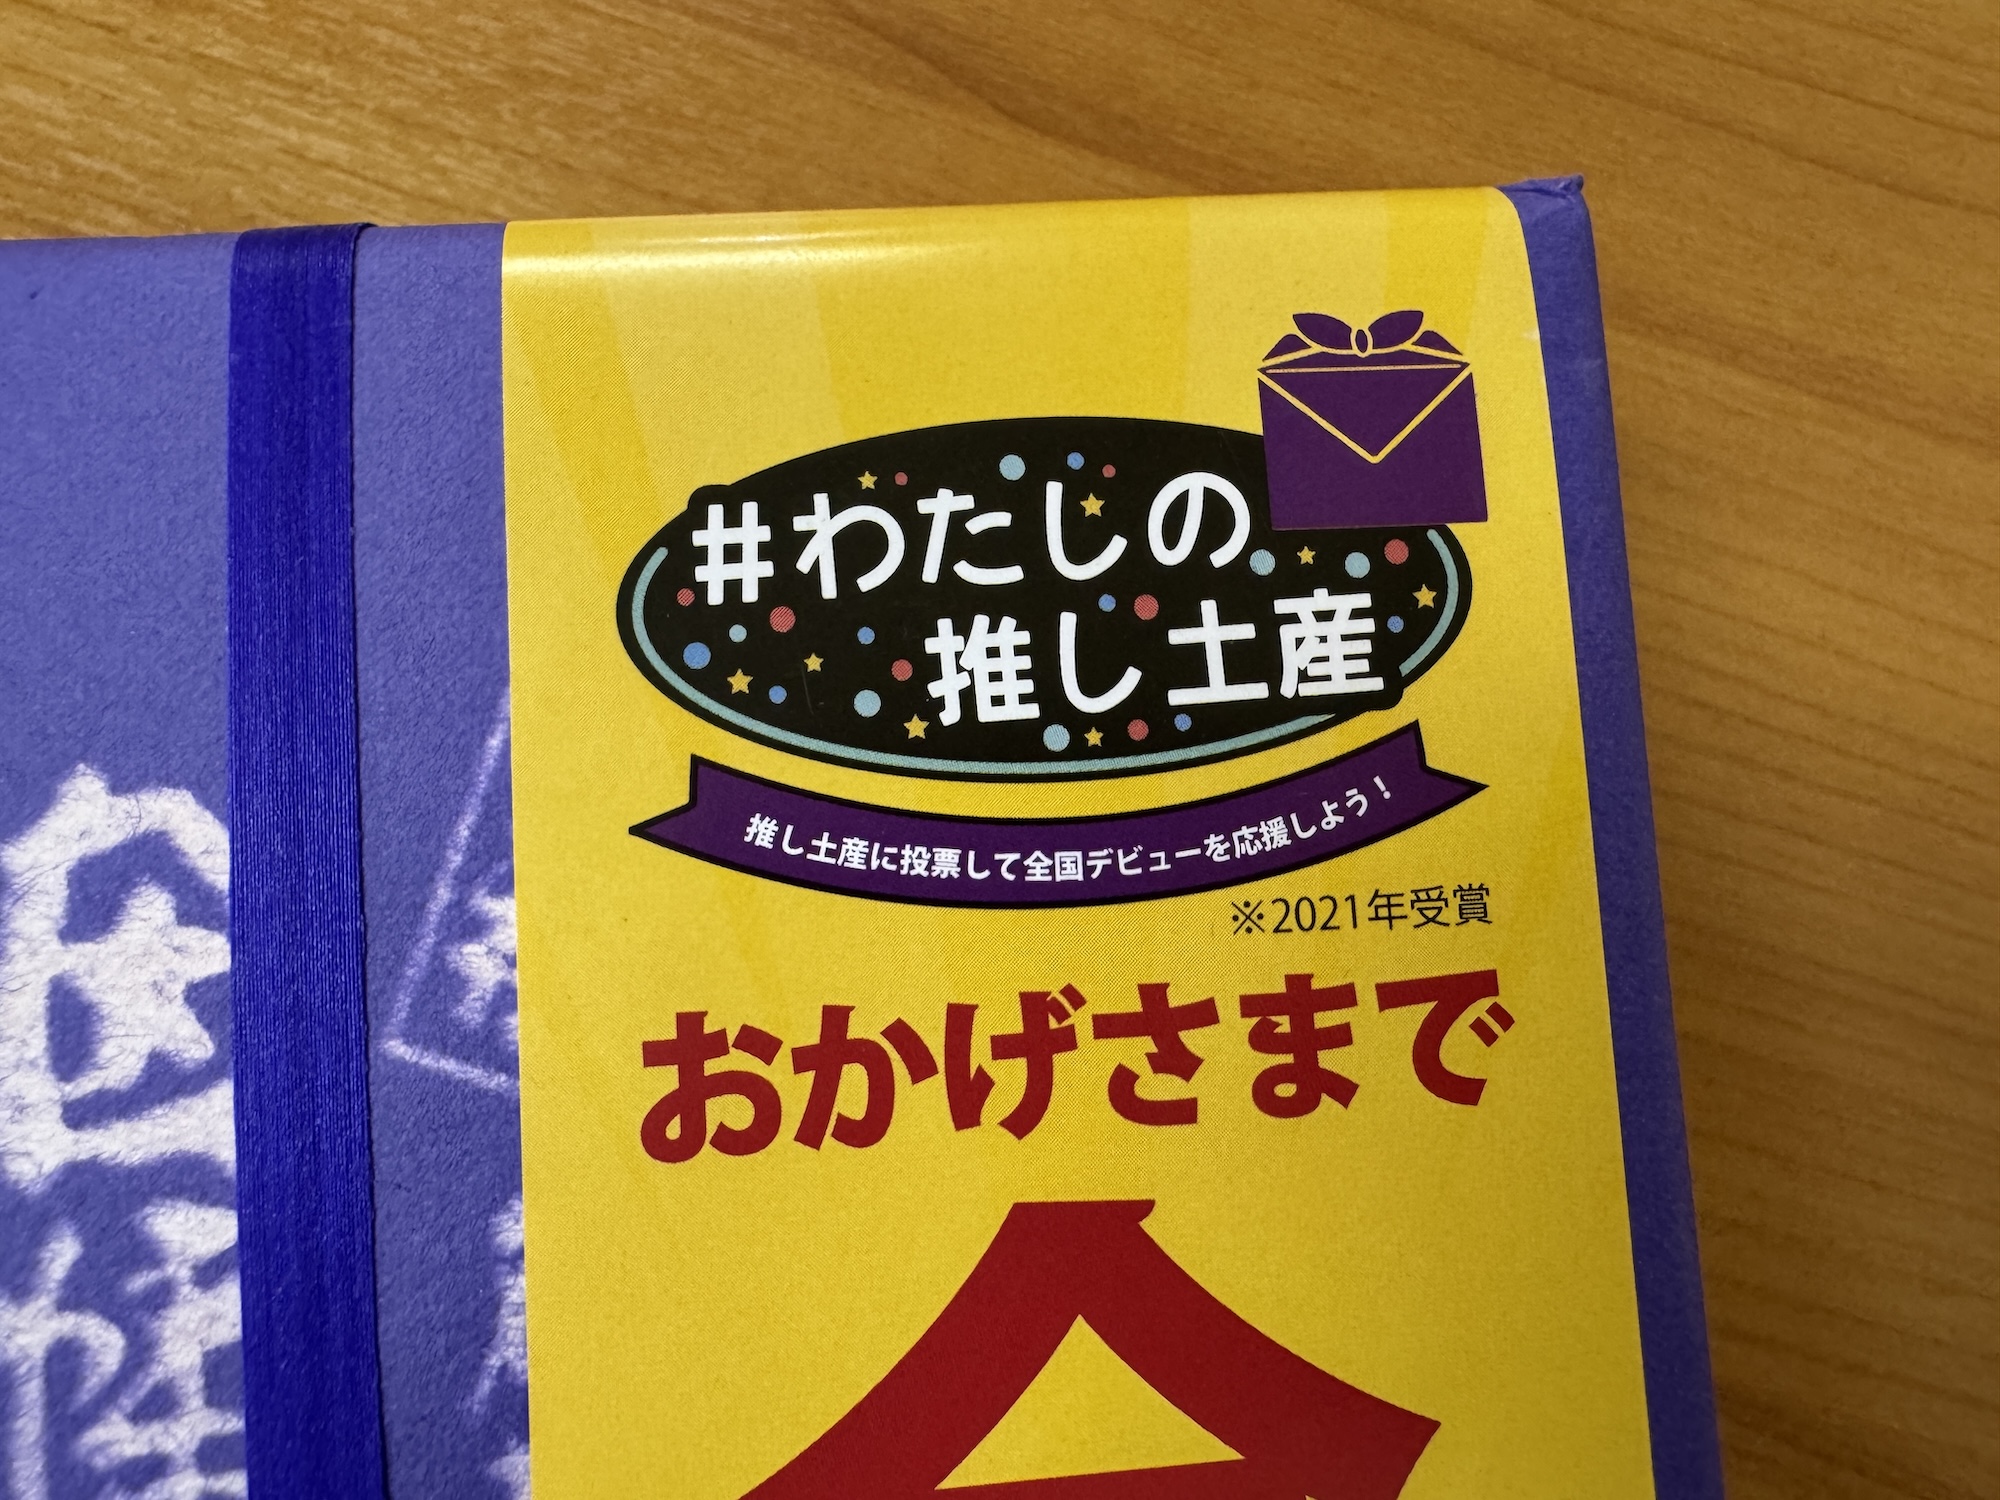 #わたしの
推し土産
推し土産に投票して全国デビューを応援しよう！
※2021年受賞
おかげさまで